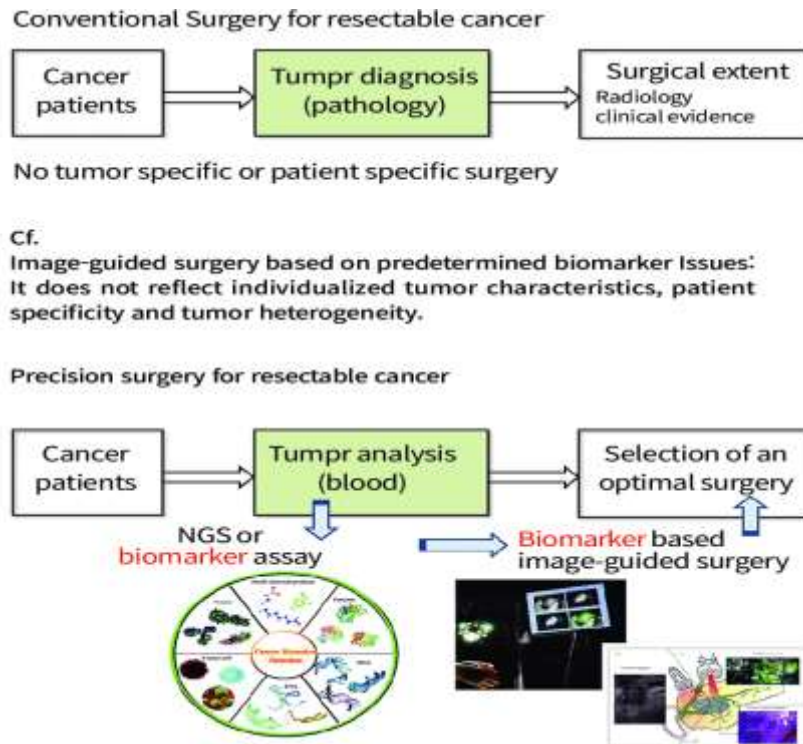 Conventional Surgery for resectable cancer
Cancer
patients
Tumpr diagnosis
(pathology)
Surgical extent
Radiology
clinical evidence
No tumor specific or patient specific surgery
Cf.
Image-guided surgery based on predetermined biomarker Issues:
It does not reflect individualized tumor characteristics, patient
specificity and tumor heterogeneity.
Precision surgery for resectable cancer
Cancer
patients
Tumpr analysis
(blood)
Selection of an
optimal surgery
NGS or
biomarker assay
Biomarker based
image-guided surgery